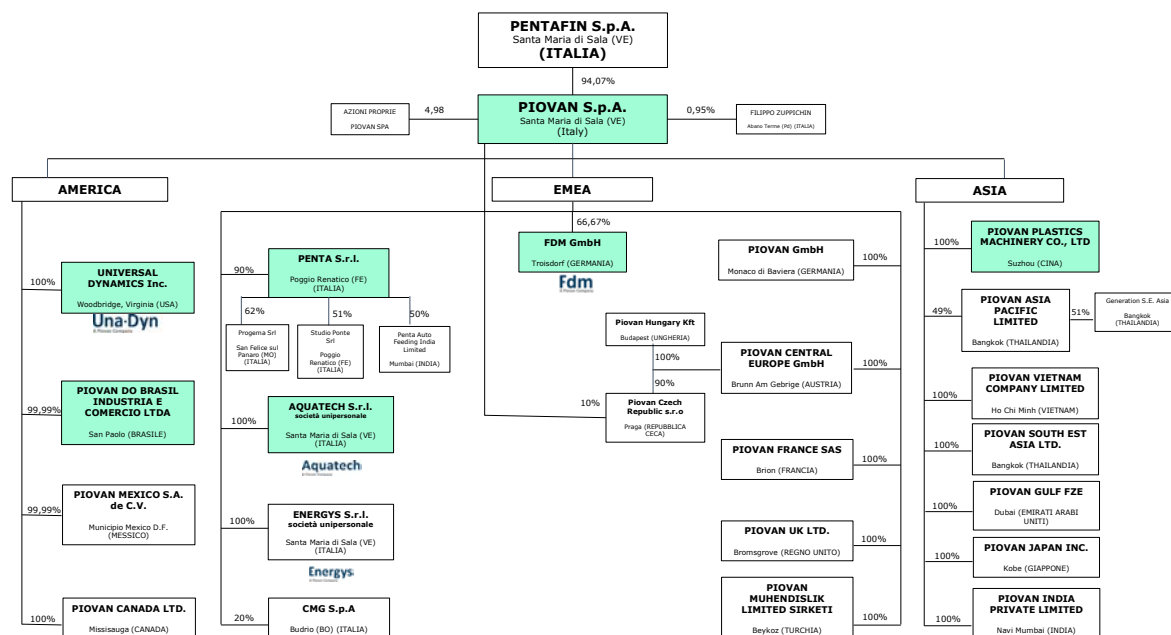 PENTAFIN S.p.A.
Santa Maria di Sala (VE)
(ITALIA)
94,07%
AZIONI PROPRIE
PIOVAN SPA
4,98
PIOVAN S.p.A.
Santa Maria di Sala (VE)
(Italy)
0,95%
FILIPPO ZUPPICHIN
Abano Terme (Pd) (ITALIA)
AMERICA
100%
UNIVERSAL
DYNAMICS Inc.
Woodbridge, Virginia (USA)
Una-Dyn
A Piovan Company
99,99%
PIOVAN DO BRASIL
INDUSTRIA E
COMERCIO LTDA
San Paolo (BRASILE)
99,99%
PIOVAN MEXICO S.A.
de C.V.
Municipio Mexico D.F.
(MESSICO)
100%
PIOVAN CANADA LTD.
Missisauga (CANADA)
EMEA
90%
PENTA S.r.l.
Poggio Renatico (FE)
(ITALIA)
62%
51%
50%
Progema Srl
San Felice sul
Panaro (MO)
(ITALIA)
Studio Ponte
Srl
Poggio
Renatico (FE)
(ITALIA)
Penta Auto
Feeding India
Limited
Mumbai (INDIA)
100%
AQUATECH S.r.l.
società unipersonale
Santa Maria di Sala (VE)
(ITALIA)
Aquatech
A Piovan Company
100%
ENERGYS S.r.l.
società unipersonale
Santa Maria di Sala (VE)
(ITALIA)
Energys
A Piovan Company
20%
CMG S.p.A
Budrio (BO) (ITALIA)
66,67%
FDM GmbH
Troisdorf (GERMANIA)
Fdm
A Piovan Company
Piovan Hungary Kft
Budapest (UNGHERIA)
100%
90%
10%
Piovan Czech
Republic s.r.o
Praga (REPUBBLICA
CECA)
PIOVAN GmbH
Monaco di Baviera (GERMANIA)
100%
PIOVAN CENTRAL
EUROPE GmbH
Brunn Am Gebrige (AUSTRIA)
100%
PIOVAN FRANCE SAS
Brion (FRANCIA)
100%
PIOVAN UK LTD.
Bromsgrove (REGNO UNITO)
100%
PIOVAN
MUHENDISLIK
LIMITED SIRKETI
Beykoz (TURCHIA)
100%
ASIA
100%
PIOVAN PLASTICS
MACHINERY CO., LTD
Suzhou (CINA)
49%
PIOVAN ASIA
PACIFIC
LIMITED
Bangkok (THAILANDIA)
51%
Generation S.E. Asia
Bangkok
(THAILANDIA)
100%
PIOVAN VIETNAM
COMPANY LIMITED
Ho Chi Minh (VIETNAM)
100%
PIOVAN SOUTH EST
ASIA LTD.
Bangkok (THAILANDIA)
100%
PIOVAN GULF FZE
Dubai (EMIRATI ARABI
UNITI)
100%
PIOVAN JAPAN INC.
Kobe (GIAPPONE)
100%
PIOVAN INDIA
PRIVATE LIMITED
Navi Mumbai (INDIA)